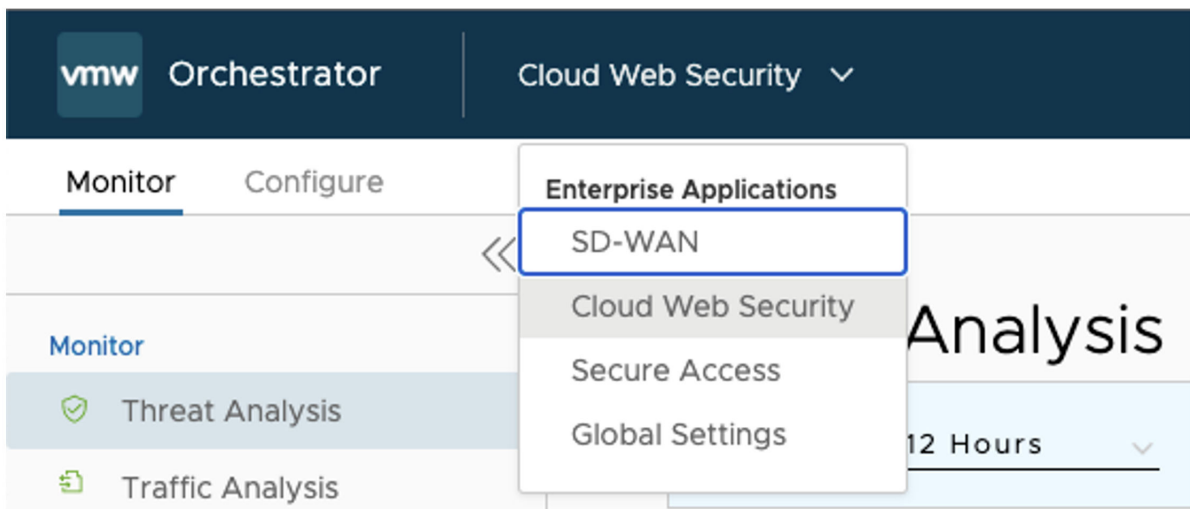 vmw Orchestrator Cloud Web Security
Monitor Configure
Enterprise Applications
SD-WAN
Cloud Web Security
Secure Access
Global Settings
Monitor
Threat Analysis
Traffic Analysis
Analysis
12 Hours